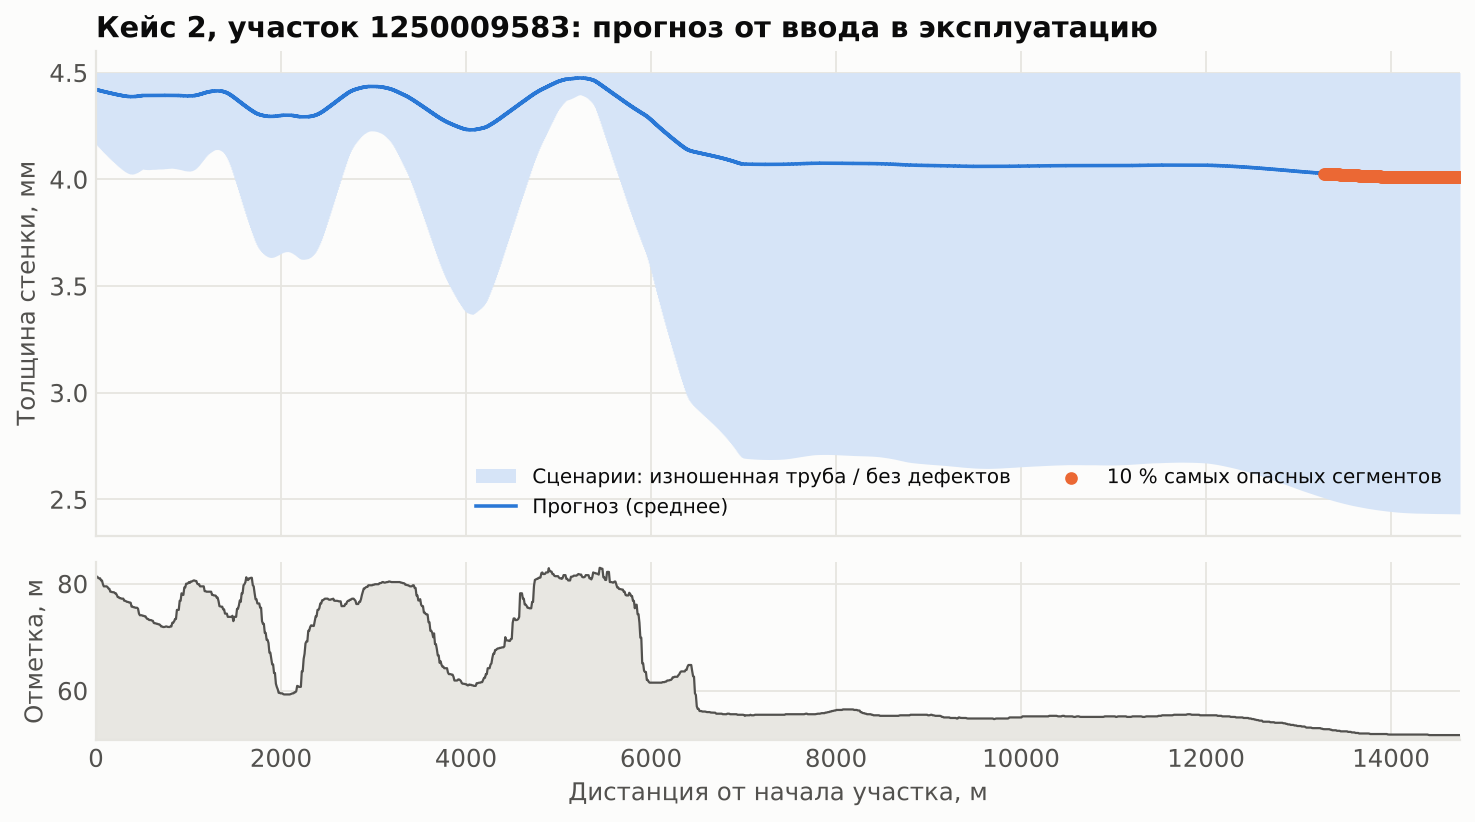 Кейс 2, участок 1250009583: прогноз от ввода в эксплуатацию
Толщина стенки, мм
4.5
4.0
3.5
3.0
2.5
Сценарии: изношенная труба / без дефектов
Прогноз (среднее)
10 % самых опасных сегментов
Отметка, м
80
60
0 2000 4000 6000 8000 10000 12000 14000
Дистанция от начала участка, м